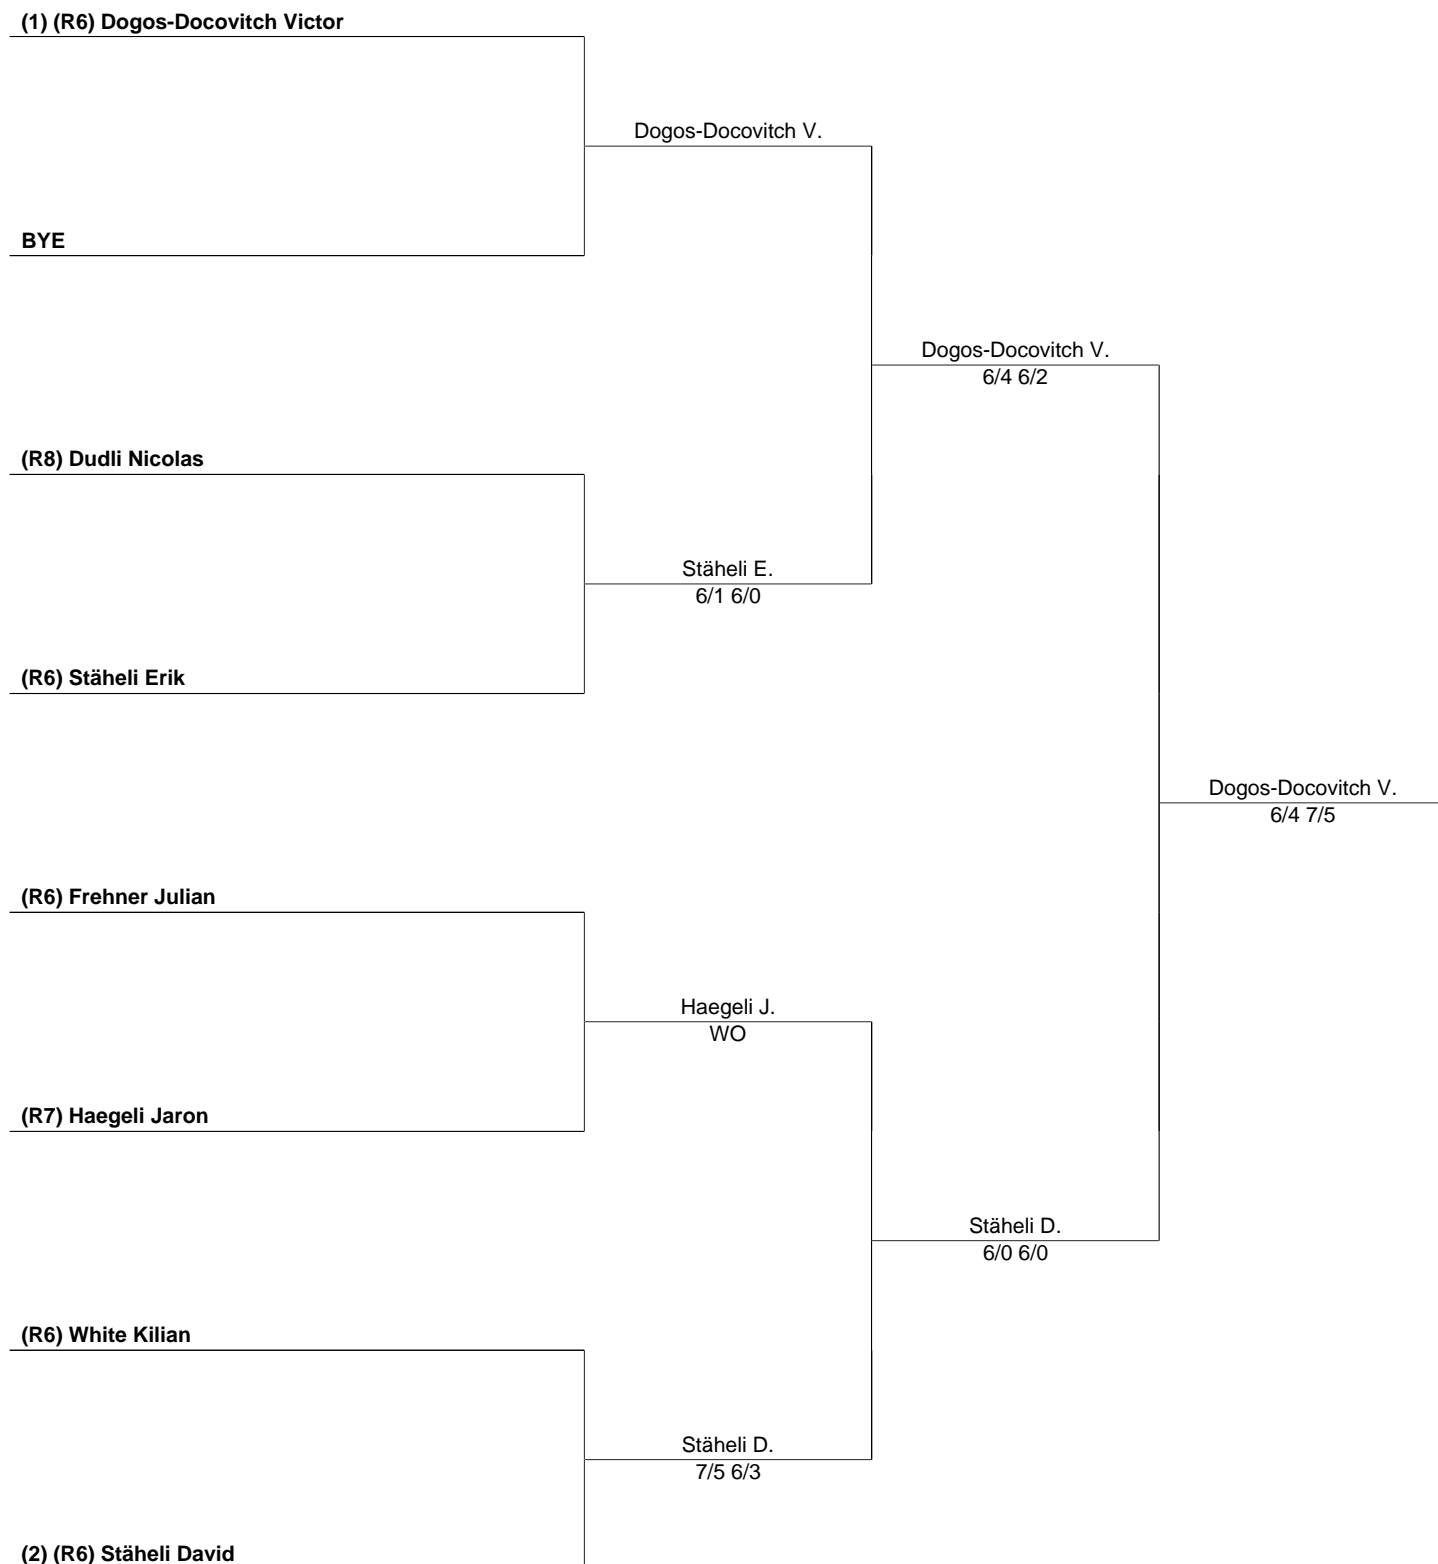 (1) (R6) Dogos-Docovitch Victor
Dogos-Docovitch V.
BYE
Dogos-Docovitch V.
6/4 6/2
(R8) Dudli Nicolas
Stäheli E.
6/1 6/0
(R6) Stäheli Erik
Dogos-Docovitch V.
6/4 7/5
(R6) Frehner Julian
Haegeli J.
WO
(R7) Haegeli Jaron
Stäheli D.
6/0 6/0
(R6) White Kilian
Stäheli D.
7/5 6/3
(2) (R6) Stäheli David